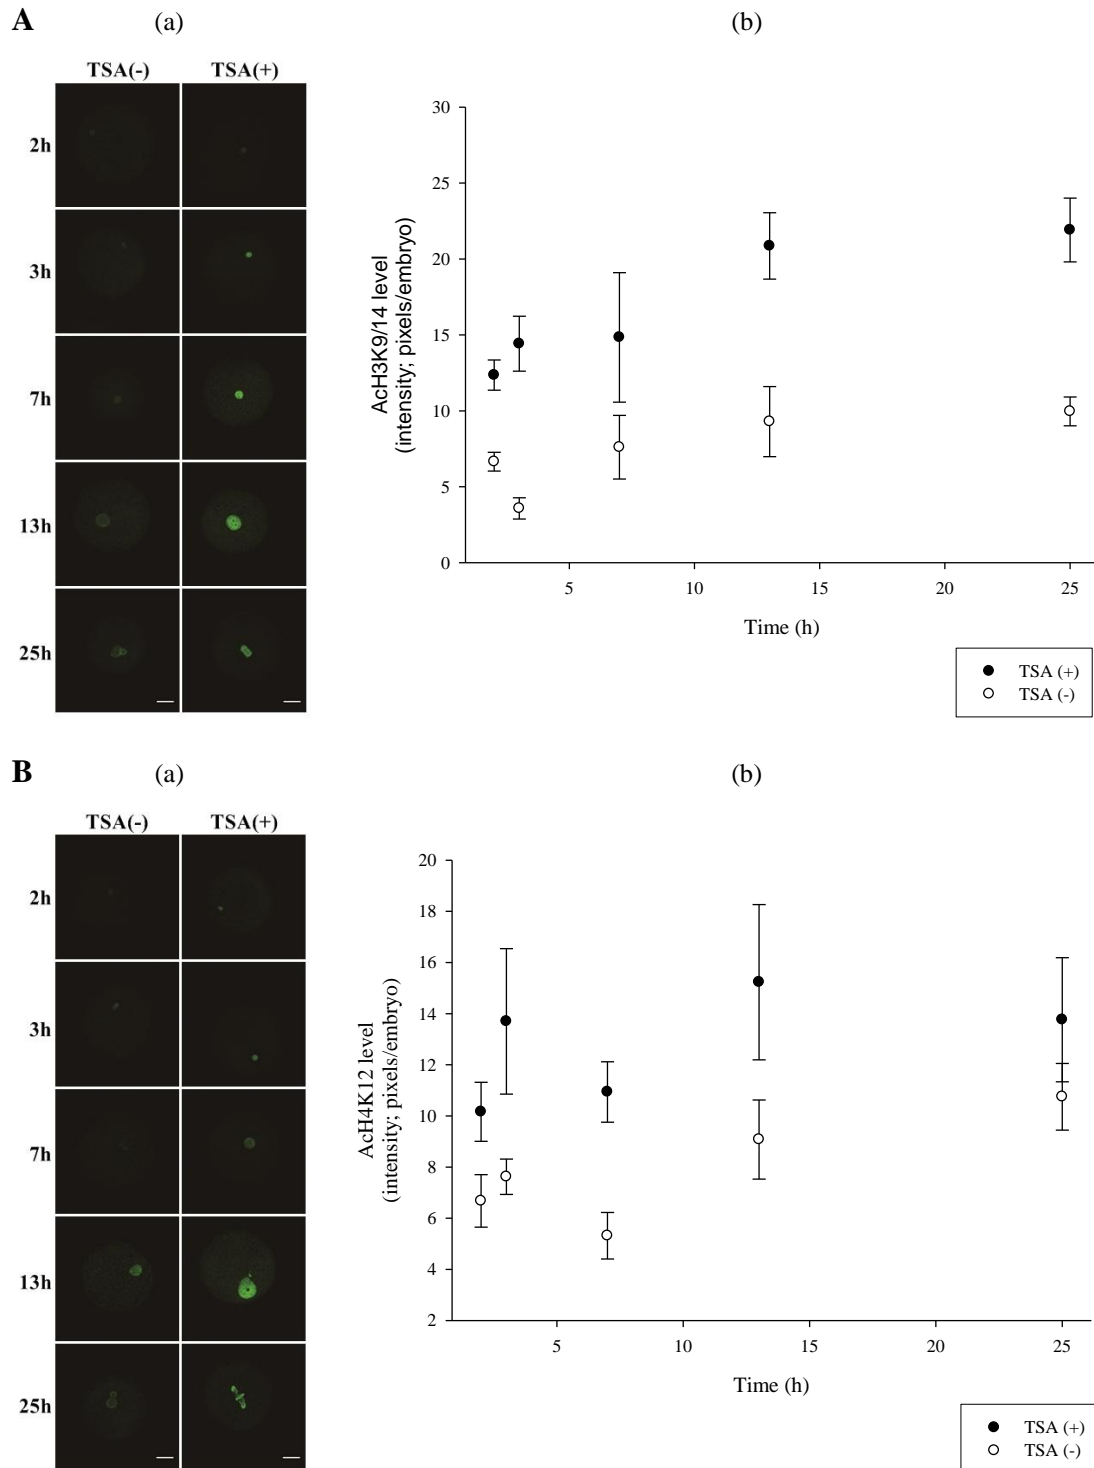 A
(a)
(b)
TSA(-) TSA(+)
2h
3h
7h
13h
25h
30
25
20
15
10
5
0
AcH3K9/14 level
(intensity; pixels/embryo)
5 10 15 20 25
Time (h)
TSA (+)
TSA (-)
B
(a)
(b)
TSA(-) TSA(+)
2h
3h
7h
13h
25h
20
18
16
14
12
10
8
6
4
2
AcH4K12 level
(intensity; pixels/embryo)
5 10 15 20 25
Time (h)
TSA (+)
TSA (-)